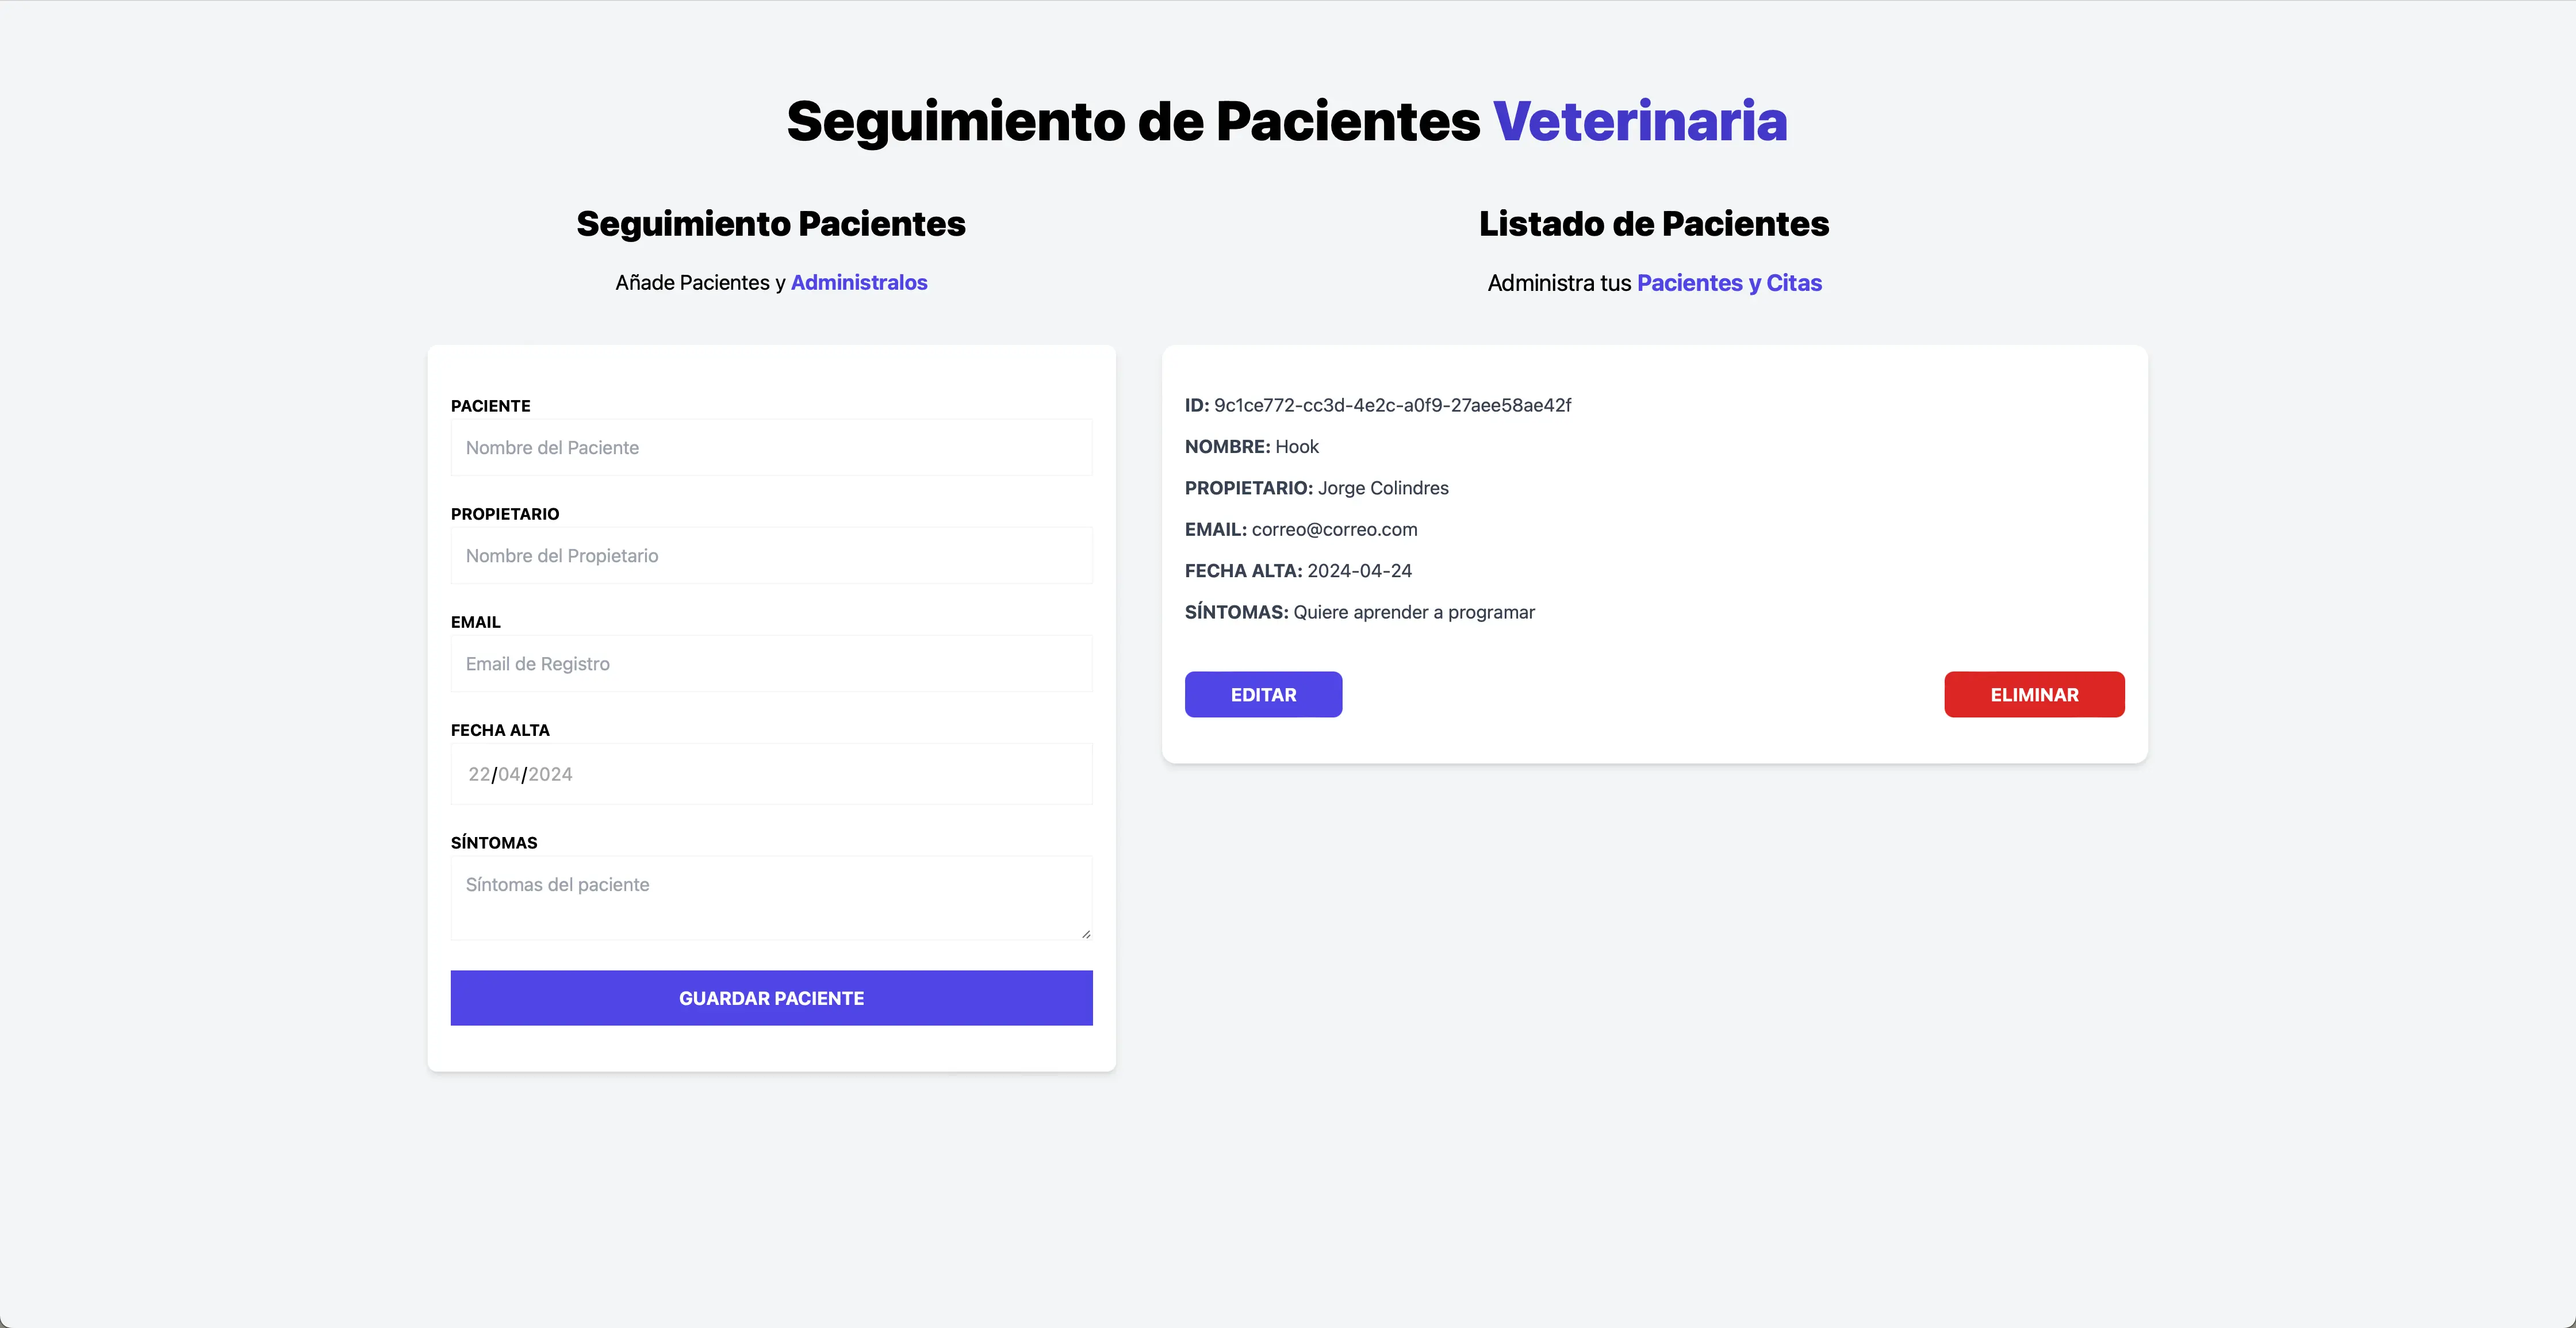 Seguimiento de Pacientes Veterinaria
Seguimiento Pacientes
Añade Pacientes y Administralos
PACIENTE
Nombre del Paciente
PROPIETARIO
Nombre del Propietario
EMAIL
Email de Registro
FECHA ALTA
22/04/2024
SÍNTOMAS
Síntomas del paciente
GUARDAR PACIENTE
Listado de Pacientes
Administra tus Pacientes y Citas
ID: 9c1ce772-cc3d-4e2c-a0f9-27aee58ae42f
NOMBRE: Hook
PROPIETARIO: Jorge Colindres
EMAIL: correo@correo.com
FECHA ALTA: 2024-04-24
SÍNTOMAS: Quiere aprender a programar
EDITAR
ELIMINAR